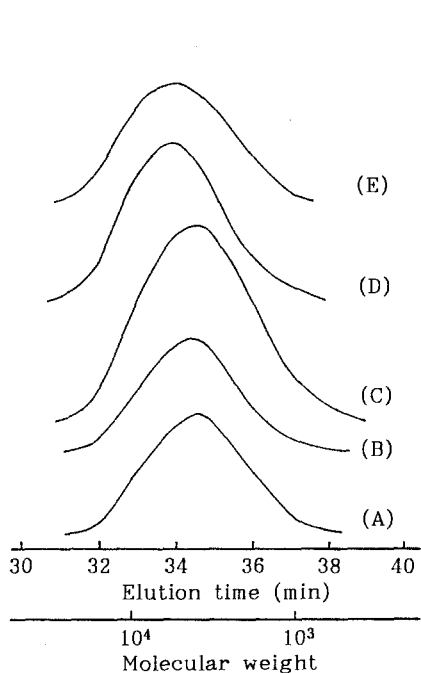 (E)
(D)
(C)
(B)
(A)
30 32 34 36 38 40
Elution time (min)
10⁴ 10³
Molecular weight